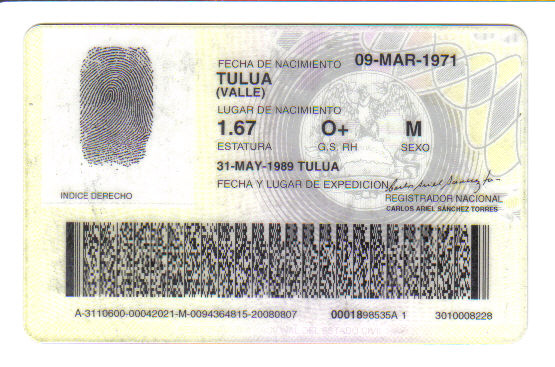 FECHA DE NACIMIENTO 09-MAR-1971
TULUA
(VALLE)
LUGAR DE NACIMIENTO
1.67 O+ M
ESTATURA G.S. RH SEXO
31-MAY-1989 TULUA
FECHA Y LUGAR DE EXPEDICION
INDICE DERECHO
REGISTRADOR NACIONAL
CARLOS ARIEL SÁNCHEZ TORRES
A-3110600-00042021-M-0094364815-20080807 0001898535A 1 3010008228